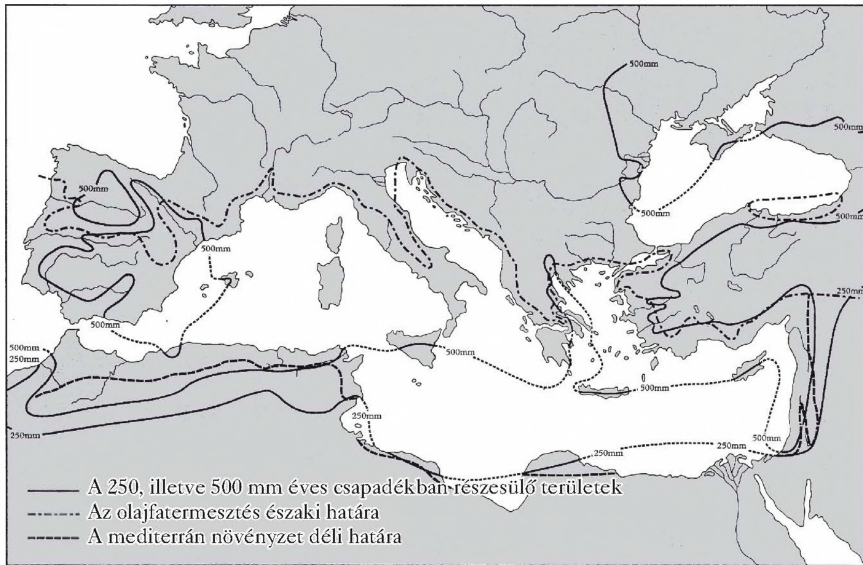 500mm
500mm
500mm
500mm
500mm
500mm
250mm
500mm
500mm
250mm
500mm
500mm
250mm
250mm
250mm
250mm
500mm
A 250, illetve 500 mm éves csapadékban részesülő területek
Az olajfatermesztés északi határa
A mediterrán növényzet déli határa